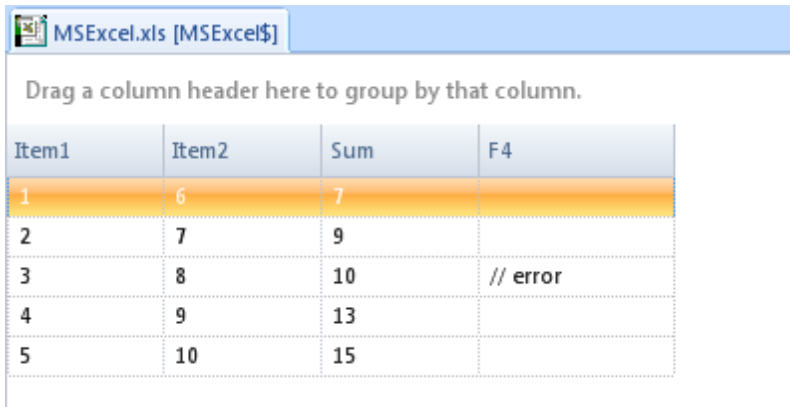 MSExcel.xls [MSExcel$]
Drag a column header here to group by that column.
Item1 Item2 Sum F4
1 6 7
2 7 9
3 8 10 // error
4 9 13
5 10 15